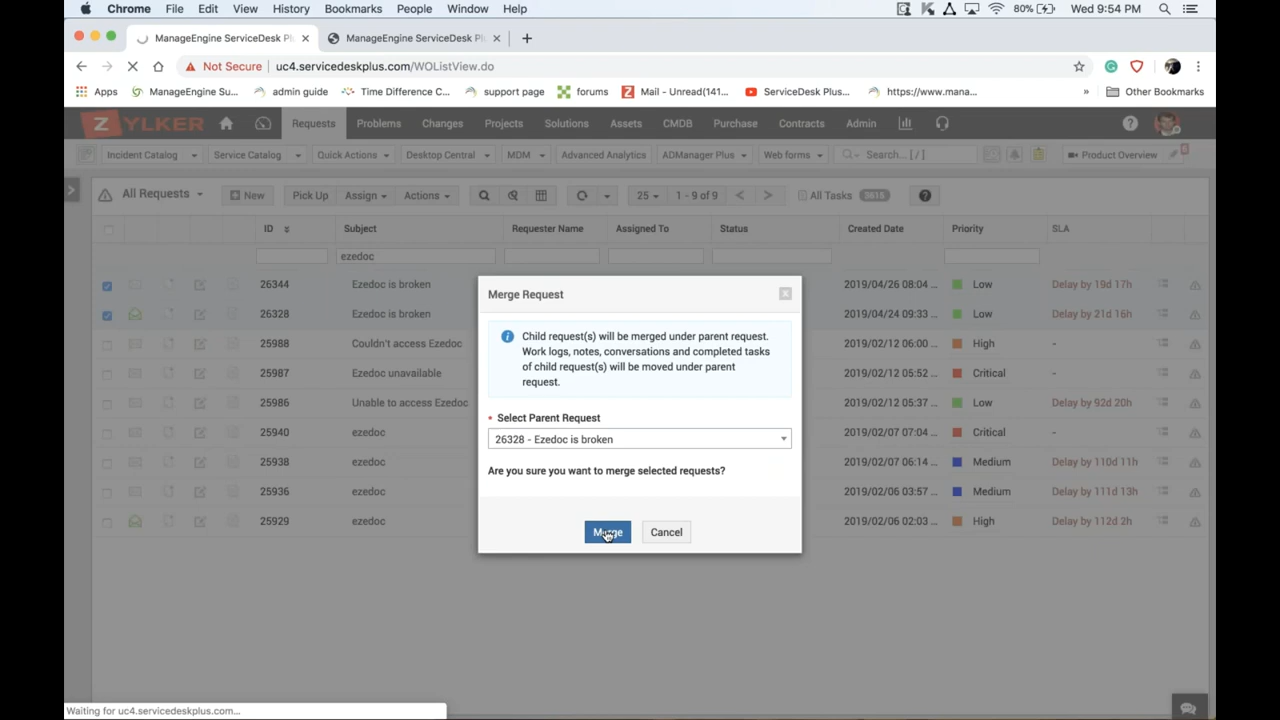 Chrome File Edit View History Bookmarks People Window Help 80% Wed 9:54 PM
ManageEngine ServiceDesk Plu ManageEngine ServiceDesk Plu
Not Secure uc4.servicedeskplus.com/WOListView.do
Apps ManageEngine Su... admin guide Time Difference C... support page forums Mail - Unread(141... ServiceDesk Plus... https://www.mana... » Other Bookmarks
ZYLKER Requests Problems Changes Projects Solutions Assets CMDB Purchase Contracts Admin
Incident Catalog Service Catalog Quick Actions Desktop Central MDM Advanced Analytics ADManager Plus Web forms Search... [ / ] Product Overview
All Requests New Pick Up Assign Actions 25 1 - 9 of 9 All Tasks 3615
ID Subject Requester Name Assigned To Status Created Date Priority SLA
ezedoc
26344 Ezedoc is broken 2019/04/26 08:04 ... Low Delay by 19d 17h
26328 Ezedoc is broken 2019/04/24 09:33 ... Low Delay by 21d 16h
25988 Couldn't access Ezedoc 2019/02/12 06:00 ... High -
25987 Ezedoc unavailable 2019/02/12 05:52 ... Critical -
25986 Unable to access Ezedoc 2019/02/12 05:37 ... Low Delay by 92d 20h
25940 ezedoc 2019/02/07 07:04 ... Critical -
25938 ezedoc 2019/02/07 06:14 ... Medium Delay by 110d 11h
25936 ezedoc 2019/02/06 03:57 ... Medium Delay by 111d 13h
25929 ezedoc 2019/02/06 02:03 ... High Delay by 112d 2h
Merge Request
Child request(s) will be merged under parent request.
Work logs, notes, conversations and completed tasks
of child request(s) will be moved under parent
request.
* Select Parent Request
26328 - Ezedoc is broken
Are you sure you want to merge selected requests?
Merge Cancel
Waiting for uc4.servicedeskplus.com...